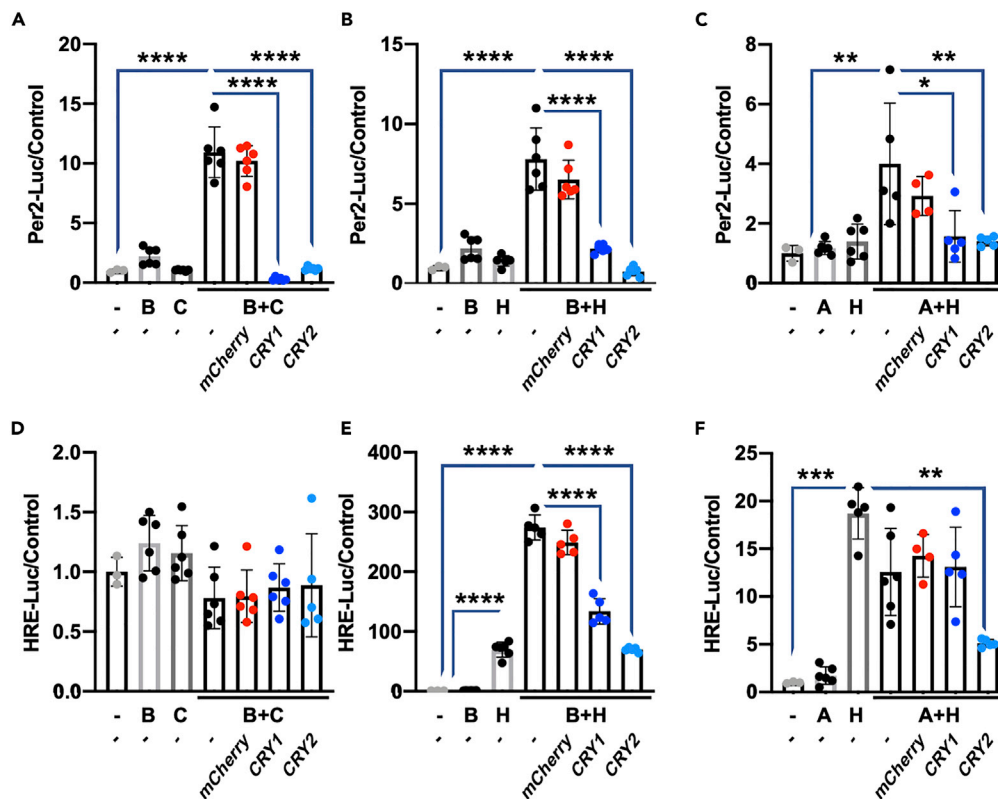 A
Per2-Luc/Control
20
15
10
5
0
****
****
****
- B C B+C
- - - - mCherry CRY1 CRY2
B
Per2-Luc/Control
15
10
5
0
****
****
****
- B H B+H
- - - - mCherry CRY1 CRY2
C
Per2-Luc/Control
8
6
4
2
0
**
**
*
- A H A+H
- - - - mCherry CRY1 CRY2
D
HRE-Luc/Control
2.0
1.5
1.0
0.5
0.0
- B C B+C
- - - - mCherry CRY1 CRY2
E
HRE-Luc/Control
400
300
200
100
0
****
****
****
****
- B H B+H
- - - - mCherry CRY1 CRY2
F
HRE-Luc/Control
25
20
15
10
5
0
***
**
- A H A+H
- - - - mCherry CRY1 CRY2